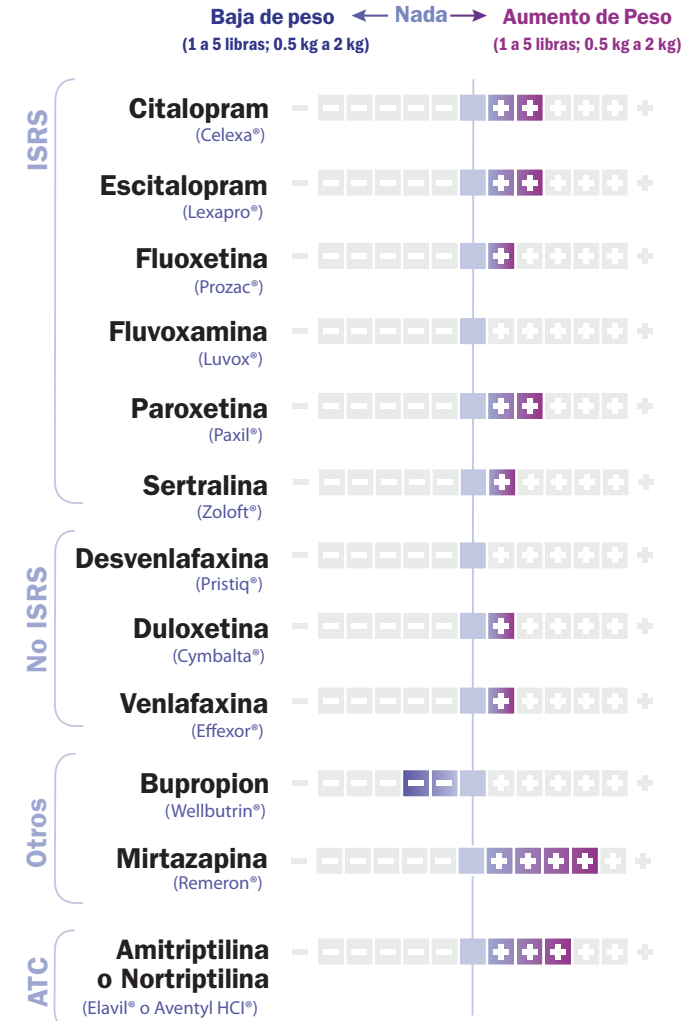 Baja de peso ← Nada → Aumento de Peso
(1 a 5 libras; 0.5 kg a 2 kg) (1 a 5 libras; 0.5 kg a 2 kg)
ISRS
Citalopram
(Celexa®)
Escitalopram
(Lexapro®)
Fluoxetina
(Prozac®)
Fluvoxamina
(Luvox®)
Paroxetina
(Paxil®)
Sertralina
(Zoloft®)
No ISRS
Desvenlafaxina
(Pristiq®)
Duloxetina
(Cymbalta®)
Venlafaxina
(Effexor®)
Otros
Bupropion
(Wellbutrin®)
Mirtazapina
(Remeron®)
ATC
Amitriptilina
o Nortriptilina
(Elavil® o Aventyl HCl®)